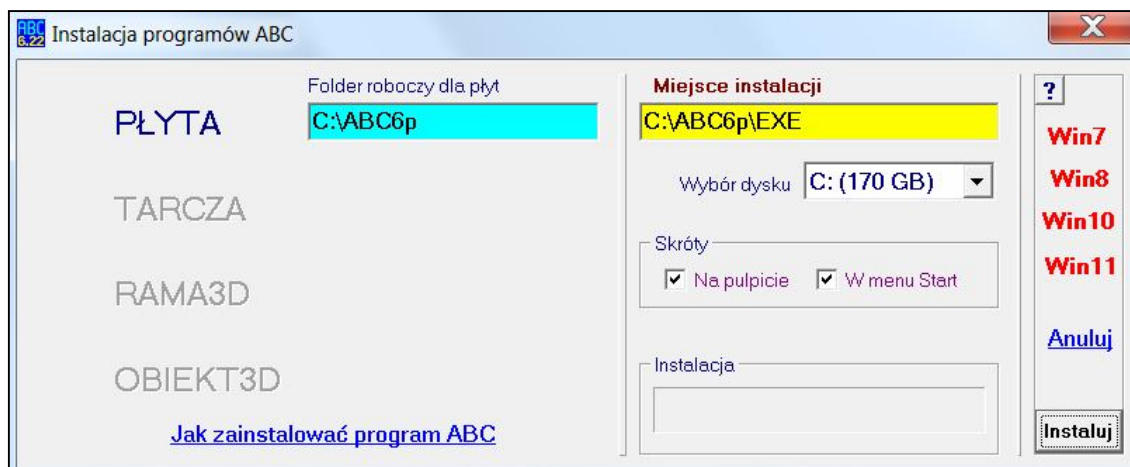 ABC
6.22
Instalacja programów ABC
Folder roboczy dla płyt
PŁYTA
C:\ABC6p
TARCZA
RAMA3D
OBIEKT3D
Jak zainstalować program ABC
Miejsce instalacji
C:\ABC6p\EXE
Wybór dysku C: (170 GB)
Skróty
Na pulpicie W menu Start
Instalacja
?
Win7
Win8
Win10
Win11
Anuluj
Instaluj